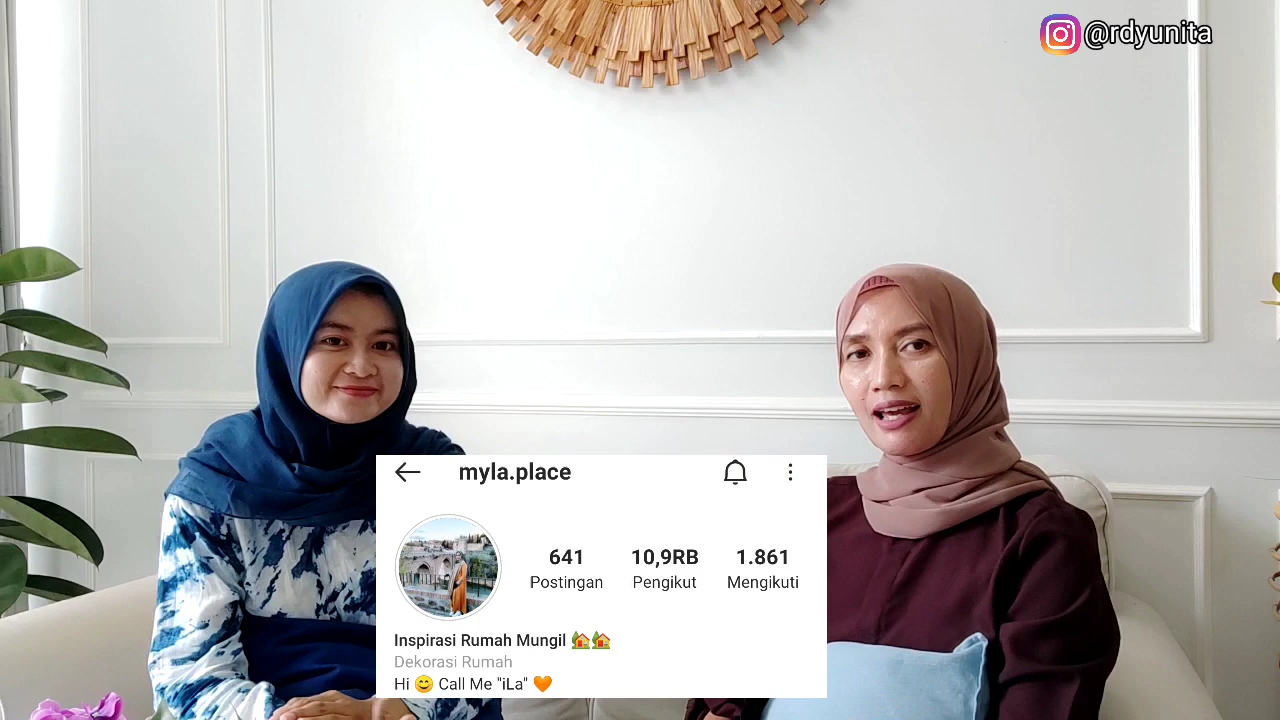 @rdyunita
myla.place
641 10,9RB 1.861
Postingan Pengikut Mengikuti
Inspirasi Rumah Mungil 🏡🏡
Dekorasi Rumah
Hi 😊 Call Me "iLa" 🧡